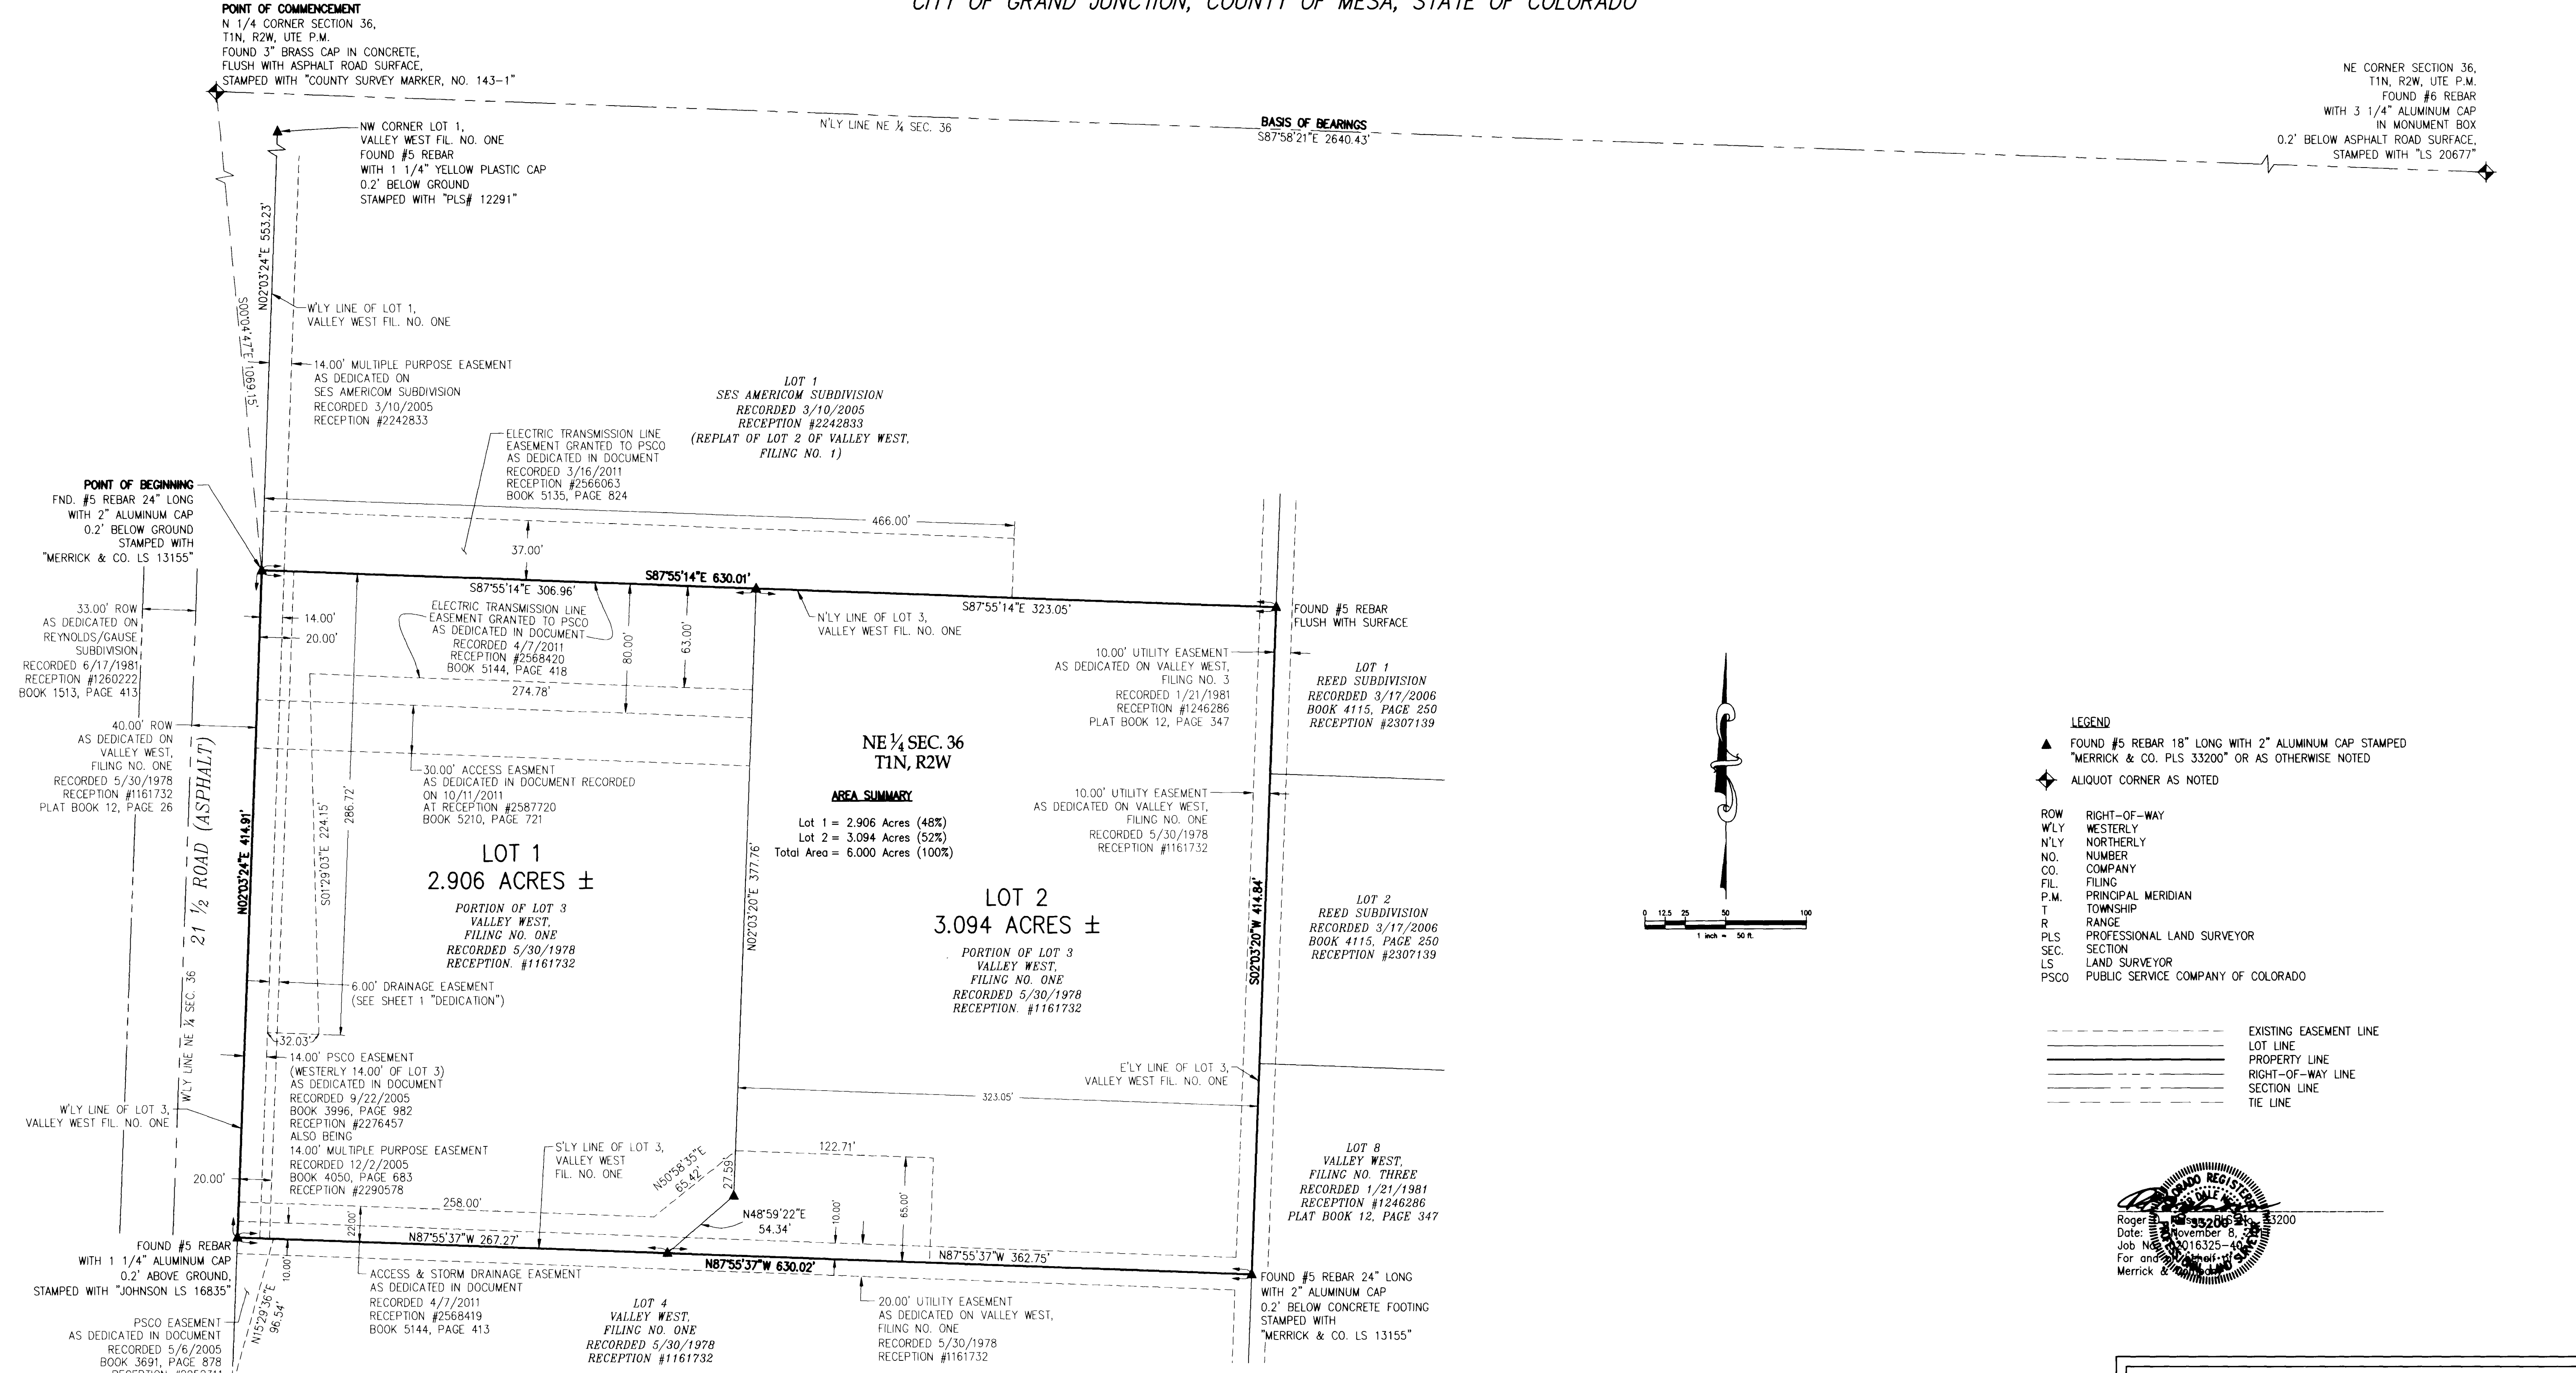 CITY OF GRAND JUNCTION, COUNTY OF MESA, STATE OF COLORADO
POINT OF COMMENCEMENT
N 1/4 CORNER SECTION 36,
T1N, R2W, UTE P.M.
FOUND 3" BRASS CAP IN CONCRETE,
FLUSH WITH ASPHALT ROAD SURFACE,
STAMPED WITH "COUNTY SURVEY MARKER, NO. 143-1"
NE CORNER SECTION 36,
T1N, R2W, UTE P.M.
FOUND #6 REBAR
WITH 3 1/4" ALUMINUM CAP
IN MONUMENT BOX
0.2' BELOW ASPHALT ROAD SURFACE,
STAMPED WITH "LS 20677"
N'LY LINE NE 1/4 SEC. 36
BASIS OF BEARINGS
S87°58'21"E 2640.43'
NW CORNER LOT 1,
VALLEY WEST FIL. NO. ONE
FOUND #5 REBAR
WITH 1 1/4" YELLOW PLASTIC CAP
0.2' BELOW GROUND
STAMPED WITH "PLS# 12291"
N02°03'24"E 553.23'
S00°04'47"E 1069.15'
W'LY LINE OF LOT 1,
VALLEY WEST FIL. NO. ONE
14.00' MULTIPLE PURPOSE EASEMENT
AS DEDICATED ON
SES AMERICOM SUBDIVISION
RECORDED 3/10/2005
RECEPTION #2242833
LOT 1
SES AMERICOM SUBDIVISION
RECORDED 3/10/2005
RECEPTION #2242833
(REPLAT OF LOT 2 OF VALLEY WEST,
FILING NO. 1)
ELECTRIC TRANSMISSION LINE
EASEMENT GRANTED TO PSCO
AS DEDICATED IN DOCUMENT
RECORDED 3/16/2011
RECEPTION #2566063
BOOK 5135, PAGE 824
POINT OF BEGINNING
FND. #5 REBAR 24" LONG
WITH 2" ALUMINUM CAP
0.2' BELOW GROUND
STAMPED WITH
"MERRICK & CO. LS 13155"
466.00'
37.00'
S87°55'14"E 630.01'
S87°55'14"E 306.96'
S87°55'14"E 323.05'
33.00' ROW
AS DEDICATED ON
REYNOLDS/GAUSE
SUBDIVISION
RECORDED 6/17/1981
RECEPTION #1260222
BOOK 1513, PAGE 413
14.00'
20.00'
ELECTRIC TRANSMISSION LINE
EASEMENT GRANTED TO PSCO
AS DEDICATED IN DOCUMENT
RECORDED 4/7/2011
RECEPTION #2568420
BOOK 5144, PAGE 418
80.00'
63.00'
274.78'
N'LY LINE OF LOT 3,
VALLEY WEST FIL. NO. ONE
FOUND #5 REBAR
FLUSH WITH SURFACE
10.00' UTILITY EASEMENT
AS DEDICATED ON VALLEY WEST,
FILING NO. 3
RECORDED 1/21/1981
RECEPTION #1246286
PLAT BOOK 12, PAGE 347
LOT 1
REED SUBDIVISION
RECORDED 3/17/2006
BOOK 4115, PAGE 250
RECEPTION #2307139
40.00' ROW
AS DEDICATED ON
VALLEY WEST,
FILING NO. ONE
RECORDED 5/30/1978
RECEPTION #1161732
PLAT BOOK 12, PAGE 26
21 1/2 ROAD (ASPHALT)
W'LY LINE NE 1/4 SEC. 36
N02°03'24"E 414.91'
S01°29'03"E 224.15'
286.72'
30.00' ACCESS EASMENT
AS DEDICATED IN DOCUMENT RECORDED
ON 10/11/2011
AT RECEPTION #2587720
BOOK 5210, PAGE 721
NE 1/4 SEC. 36
T1N, R2W
AREA SUMMARY
Lot 1 = 2.906 Acres (48%)
Lot 2 = 3.094 Acres (52%)
Total Area = 6.000 Acres (100%)
10.00' UTILITY EASEMENT
AS DEDICATED ON VALLEY WEST,
FILING NO. ONE
RECORDED 5/30/1978
RECEPTION #1161732
LOT 1
2.906 ACRES ±
PORTION OF LOT 3
VALLEY WEST,
FILING NO. ONE
RECORDED 5/30/1978
RECEPTION. #1161732
N02°03'20"E 377.76'
LOT 2
3.094 ACRES ±
PORTION OF LOT 3
VALLEY WEST,
FILING NO. ONE
RECORDED 5/30/1978
RECEPTION. #1161732
S02°03'20"W 414.84'
LOT 2
REED SUBDIVISION
RECORDED 3/17/2006
BOOK 4115, PAGE 250
RECEPTION #2307139
6.00' DRAINAGE EASEMENT
(SEE SHEET 1 "DEDICATION")
32.03'
14.00' PSCO EASEMENT
(WESTERLY 14.00' OF LOT 3)
AS DEDICATED IN DOCUMENT
RECORDED 9/22/2005
BOOK 3996, PAGE 982
RECEPTION #2276457
ALSO BEING
14.00' MULTIPLE PURPOSE EASEMENT
RECORDED 12/2/2005
BOOK 4050, PAGE 683
RECEPTION #2290578
W'LY LINE OF LOT 3,
VALLEY WEST FIL. NO. ONE
E'LY LINE OF LOT 3,
VALLEY WEST FIL. NO. ONE
323.05'
S'LY LINE OF LOT 3,
VALLEY WEST
FIL. NO. ONE
N50°58'35"E
65.42'
27.59'
122.71'
LOT 8
VALLEY WEST,
FILING NO. THREE
RECORDED 1/21/1981
RECEPTION #1246286
PLAT BOOK 12, PAGE 347
20.00'
258.00'
22.00'
N48°59'22"E
54.34'
10.00'
65.00'
N87°55'37"W 267.27'
N87°55'37"W 362.75'
N87°55'37"W 630.02'
FOUND #5 REBAR
WITH 1 1/4" ALUMINUM CAP
0.2' ABOVE GROUND,
STAMPED WITH "JOHNSON LS 16835"
10.00'
N15°29'36"E
96.54'
PSCO EASEMENT
AS DEDICATED IN DOCUMENT
RECORDED 5/6/2005
BOOK 3691, PAGE 878
ACCESS & STORM DRAINAGE EASEMENT
AS DEDICATED IN DOCUMENT
RECORDED 4/7/2011
RECEPTION #2568419
BOOK 5144, PAGE 413
LOT 4
VALLEY WEST,
FILING NO. ONE
RECORDED 5/30/1978
RECEPTION #1161732
20.00' UTILITY EASEMENT
AS DEDICATED ON VALLEY WEST,
FILING NO. ONE
RECORDED 5/30/1978
RECEPTION #1161732
FOUND #5 REBAR 24" LONG
WITH 2" ALUMINUM CAP
0.2' BELOW CONCRETE FOOTING
STAMPED WITH
"MERRICK & CO. LS 13155"
0 12.5 25 50 100
1 inch = 50 ft.
LEGEND
FOUND #5 REBAR 18" LONG WITH 2" ALUMINUM CAP STAMPED
"MERRICK & CO. PLS 33200" OR AS OTHERWISE NOTED
ALIQUOT CORNER AS NOTED
ROW RIGHT-OF-WAY
W'LY WESTERLY
N'LY NORTHERLY
NO. NUMBER
CO. COMPANY
FIL. FILING
P.M. PRINCIPAL MERIDIAN
T TOWNSHIP
R RANGE
PLS PROFESSIONAL LAND SURVEYOR
SEC. SECTION
LS LAND SURVEYOR
PSCO PUBLIC SERVICE COMPANY OF COLORADO
EXISTING EASEMENT LINE
LOT LINE
PROPERTY LINE
RIGHT-OF-WAY LINE
SECTION LINE
TIE LINE
Roger
Date: November 8,
Job
For and
Merrick &
33200